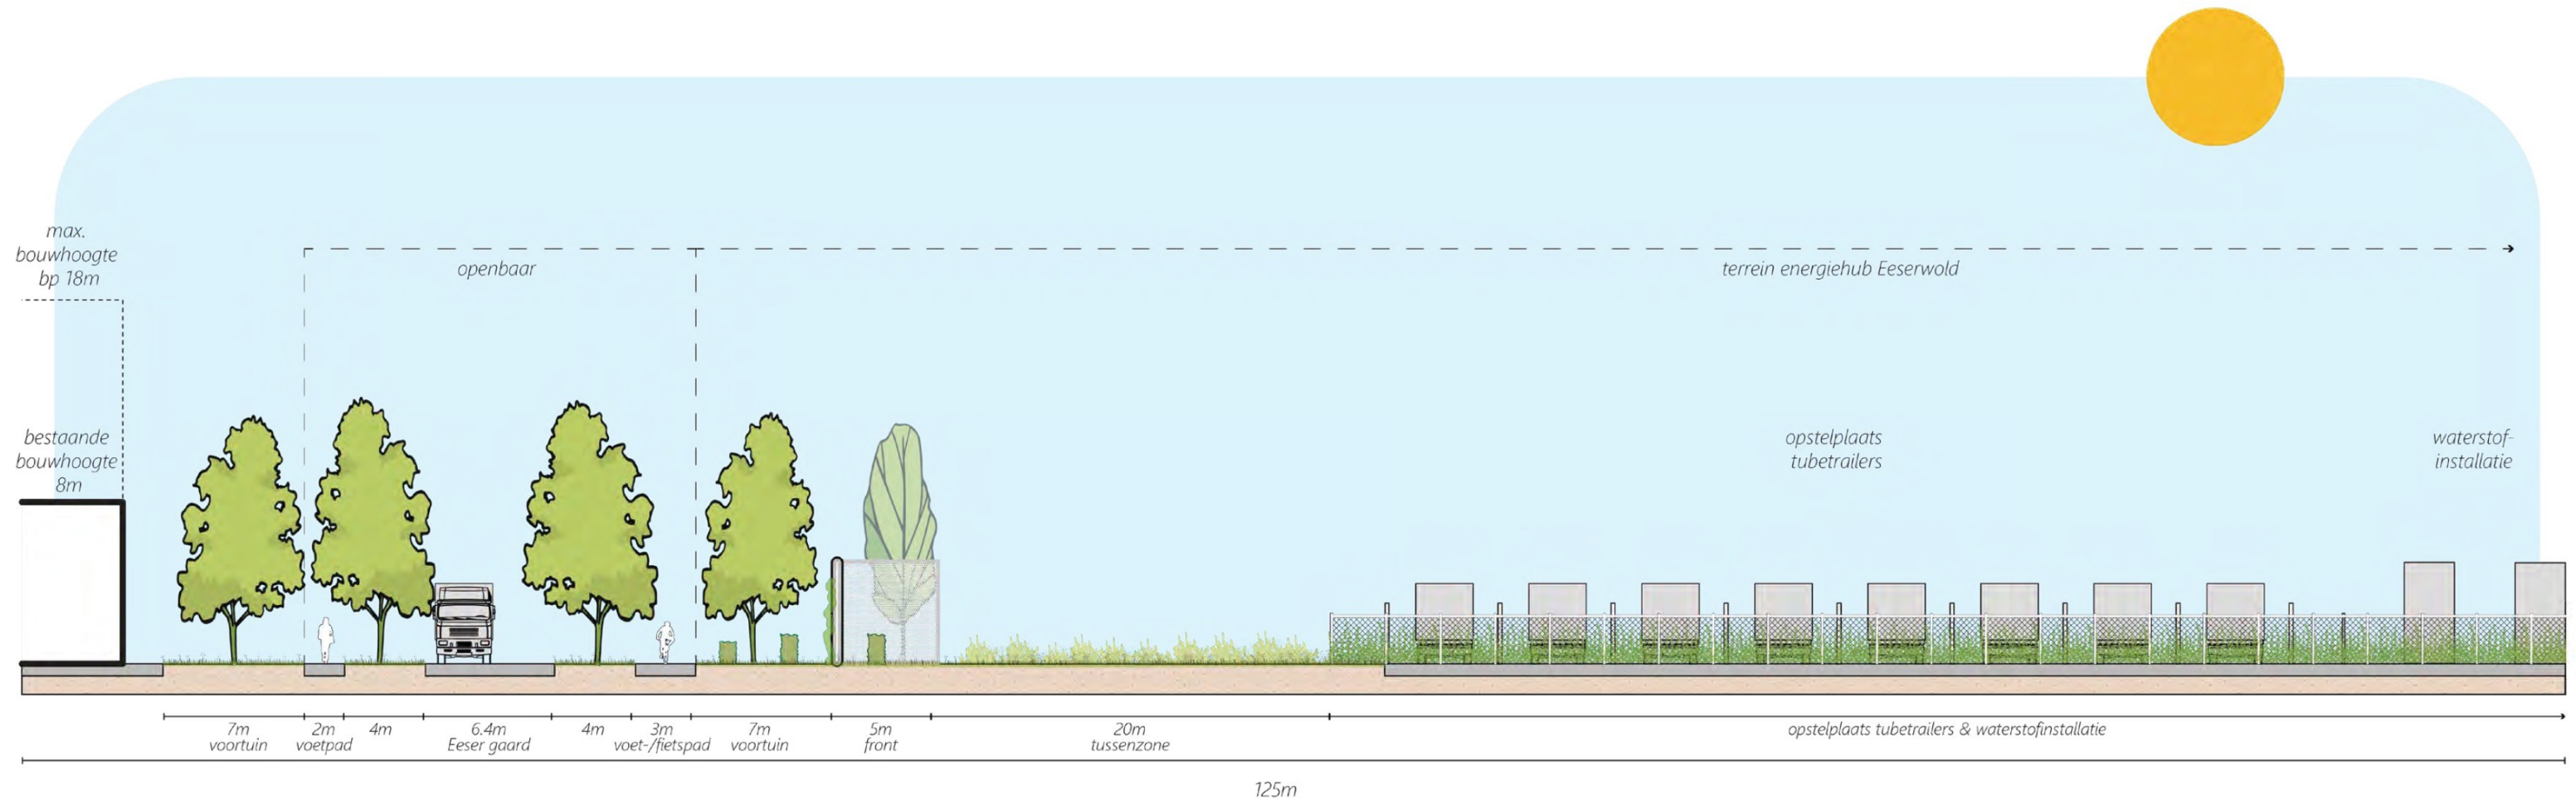 max.
bouwhoogte
bp 18m
openbaar
terrein energiehub Eeserwold
bestaande
bouwhoogte
8m
opstelplaats
tubetrailers
waterstof-
installatie
7m
voortuin
2m
voetpad
4m
6.4m
Eeser gaard
4m
3m
voet-/fietspad
7m
voortuin
5m
front
20m
tussenzone
opstelplaats tubetrailers & waterstofinstallatie
125m